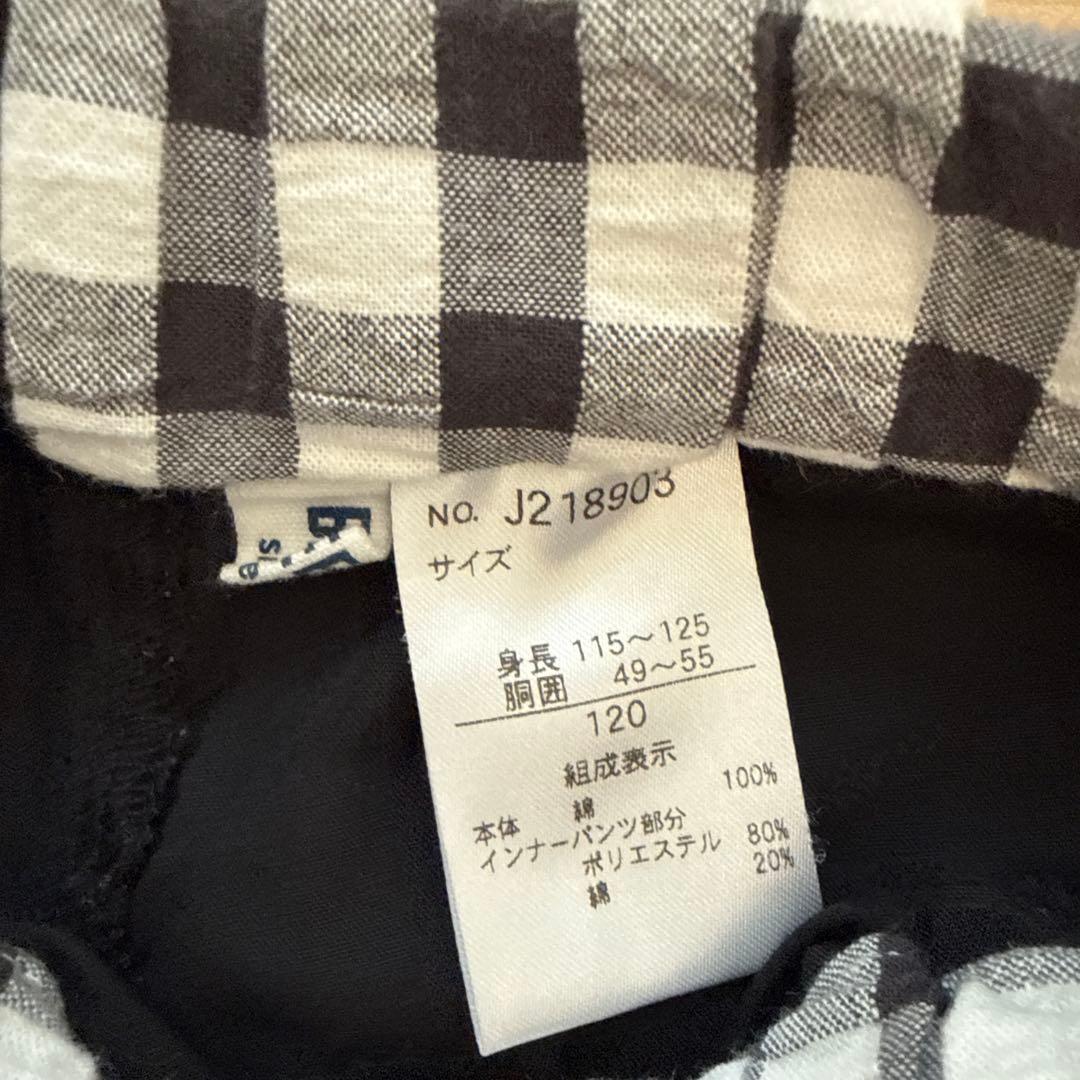 NO. J218903
サイズ
身長 115～125
胴囲 49～55
120
組成表示
本体 綿 100%
インナーパンツ部分
ポリエステル 80%
綿 20%